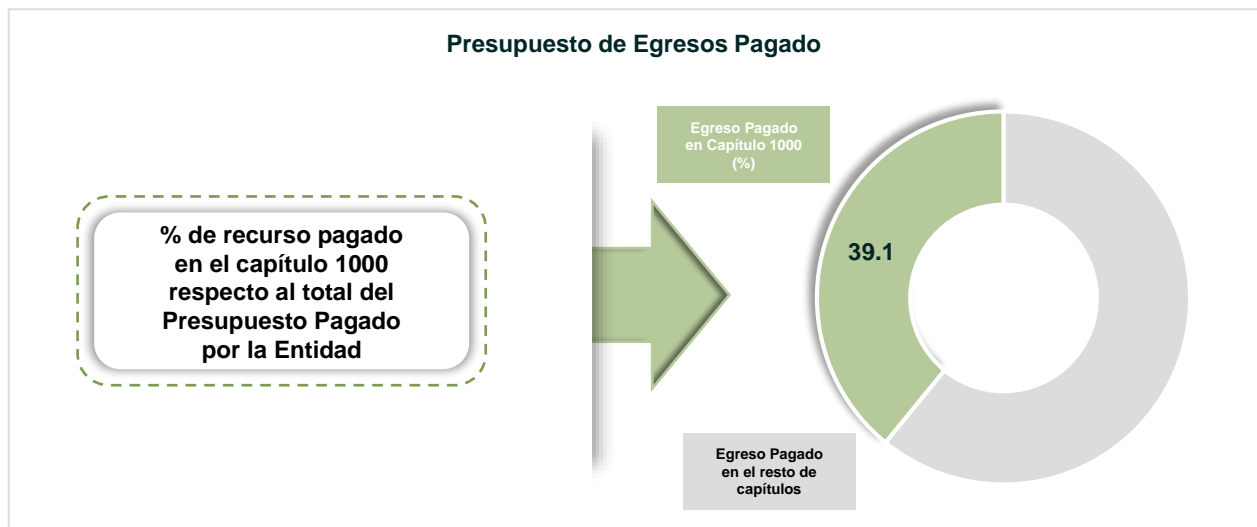 Presupuesto de Egresos Pagado
Egreso Pagado
en Capítulo 1000
(%)
% de recurso pagado
en el capítulo 1000
respecto al total del
Presupuesto Pagado
por la Entidad
39.1
Egreso Pagado
en el resto de
capítulos